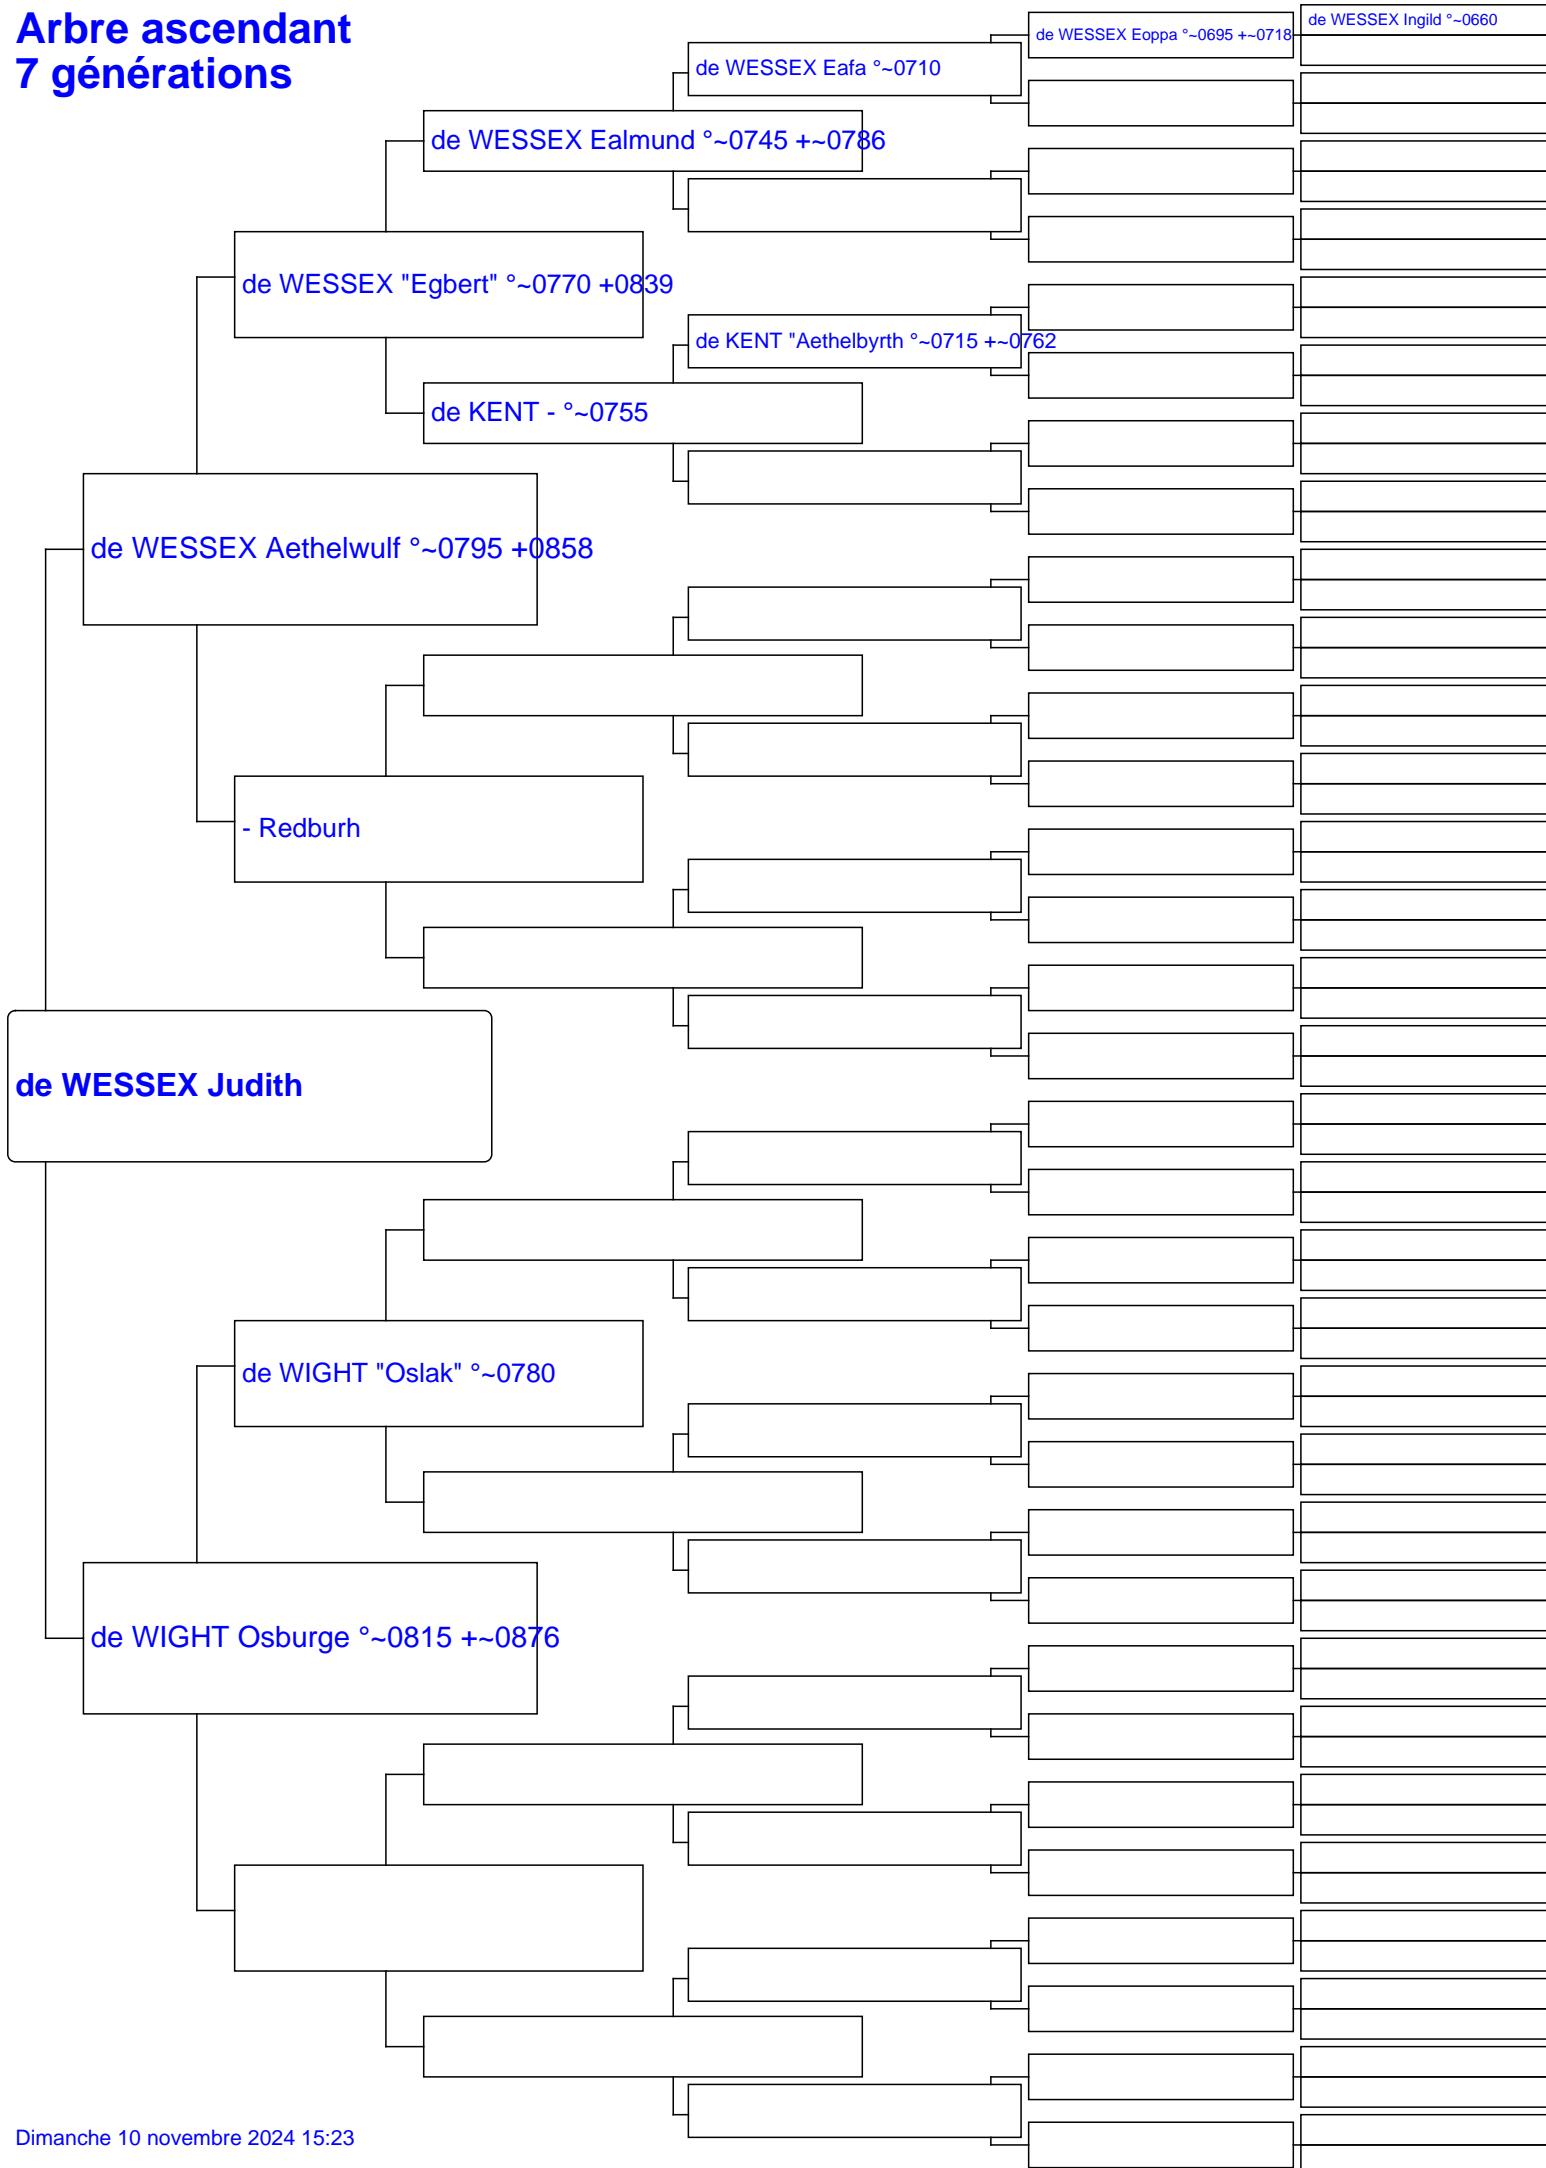 Arbre ascendant
7 générations
de WESSEX Ingild °~0660
de WESSEX Eoppa °~0695 +~0718
de WESSEX Eafa °~0710
de WESSEX Ealmund °~0745 +~0786
de WESSEX "Egbert" °~0770 +0839
de KENT "Aethelbyrth °~0715 +~0762
de KENT - °~0755
de WESSEX Aethelwulf °~0795 +0858
- Redburh
de WESSEX Judith
de WIGHT "Oslak" °~0780
de WIGHT Osburge °~0815 +~0876
Dimanche 10 novembre 2024 15:23